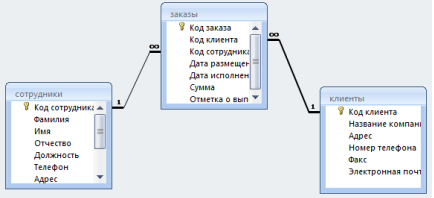 заказы
Код заказа
Код клиента
Код сотрудника
Дата размещен
Дата исполнен
Сумма
Отметка о вып
∞
∞
сотрудники
1
Код сотрудника
Фамилия
Имя
Отчество
Должность
Телефон
Адрес
клиенты
1
Код клиента
Название компан
Адрес
Номер телефона
Факс
Электронная почт